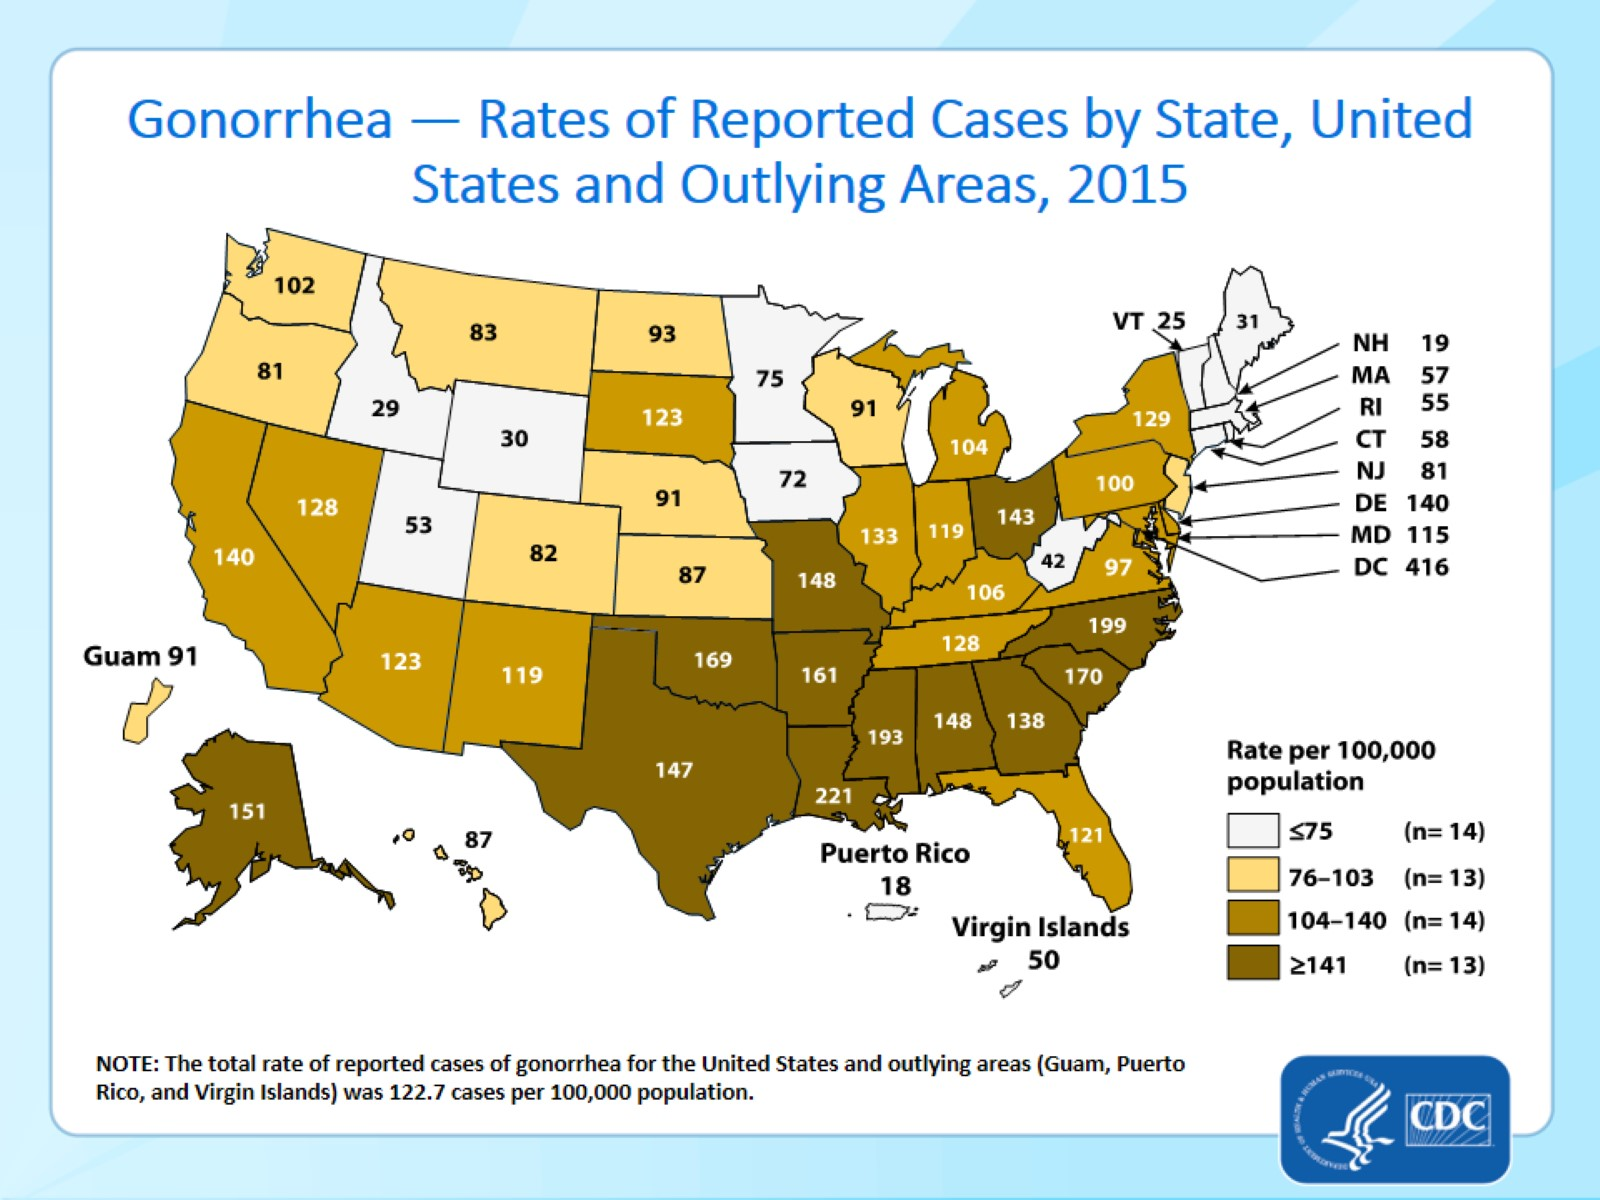 Gonorrhea — Rates of Reported Cases by State, United
States and Outlying Areas, 2015
102
83
93
75
91
81
29
30
123
72
104
129
100
VT 25
31
NH 19
MA 57
RI 55
CT 58
NJ 81
DE 140
MD 115
DC 416
128
53
82
91
87
148
133
119
143
42
97
106
140
123
119
169
161
128
199
170
193
148
138
147
221
121
Guam 91
151
87
Puerto Rico
18
Virgin Islands
50
Rate per 100,000
population
≤75 (n= 14)
76–103 (n= 13)
104–140 (n= 14)
≥141 (n= 13)
NOTE: The total rate of reported cases of gonorrhea for the United States and outlying areas (Guam, Puerto
Rico, and Virgin Islands) was 122.7 cases per 100,000 population.
DEPARTMENT OF HEALTH & HUMAN SERVICES·USA
CDC